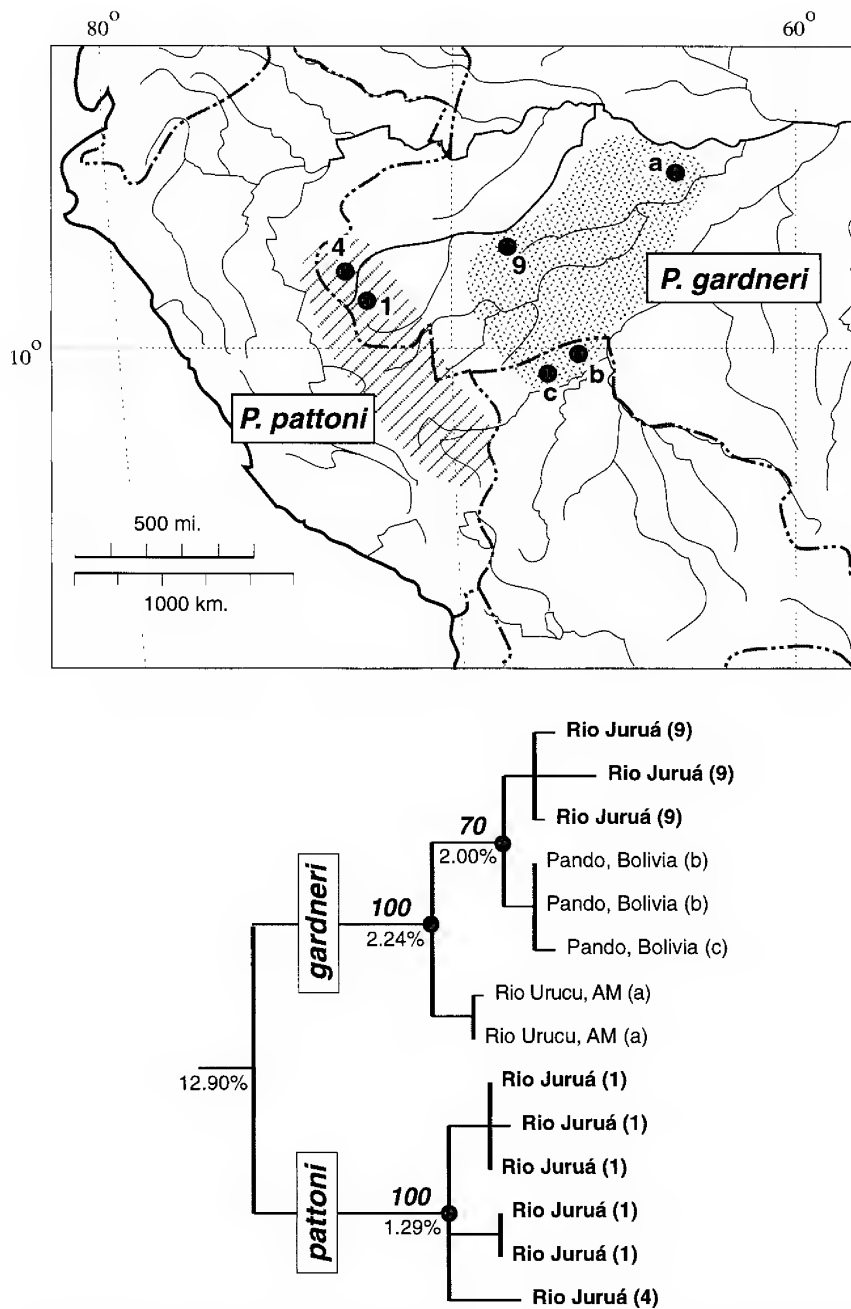 80°
60°
a
4
9
P. gardneri
1
10°
b
c
P. pattoni
500 mi.
1000 km.
Rio Juruá (9)
Rio Juruá (9)
70
Rio Juruá (9)
2.00%
Pando, Bolivia (b)
gardneri
100
Pando, Bolivia (b)
2.24%
Pando, Bolivia (c)
Rio Urucu, AM (a)
Rio Urucu, AM (a)
12.90%
Rio Juruá (1)
Rio Juruá (1)
Rio Juruá (1)
pattoni
100
Rio Juruá (1)
1.29%
Rio Juruá (1)
Rio Juruá (4)